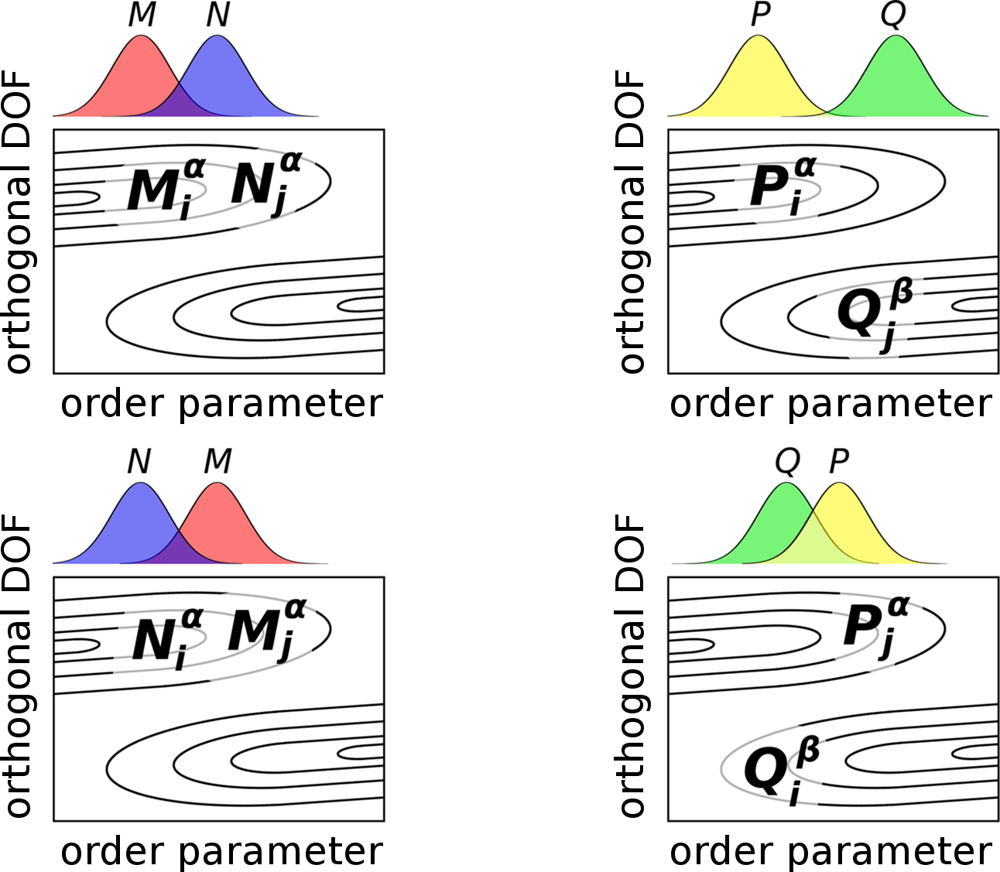 M N
orthogonal DOF
M_i^α N_j^α
order parameter
P Q
orthogonal DOF
P_i^α
Q_j^β
order parameter
N M
orthogonal DOF
N_i^α M_j^α
order parameter
Q P
orthogonal DOF
P_j^α
Q_i^β
order parameter